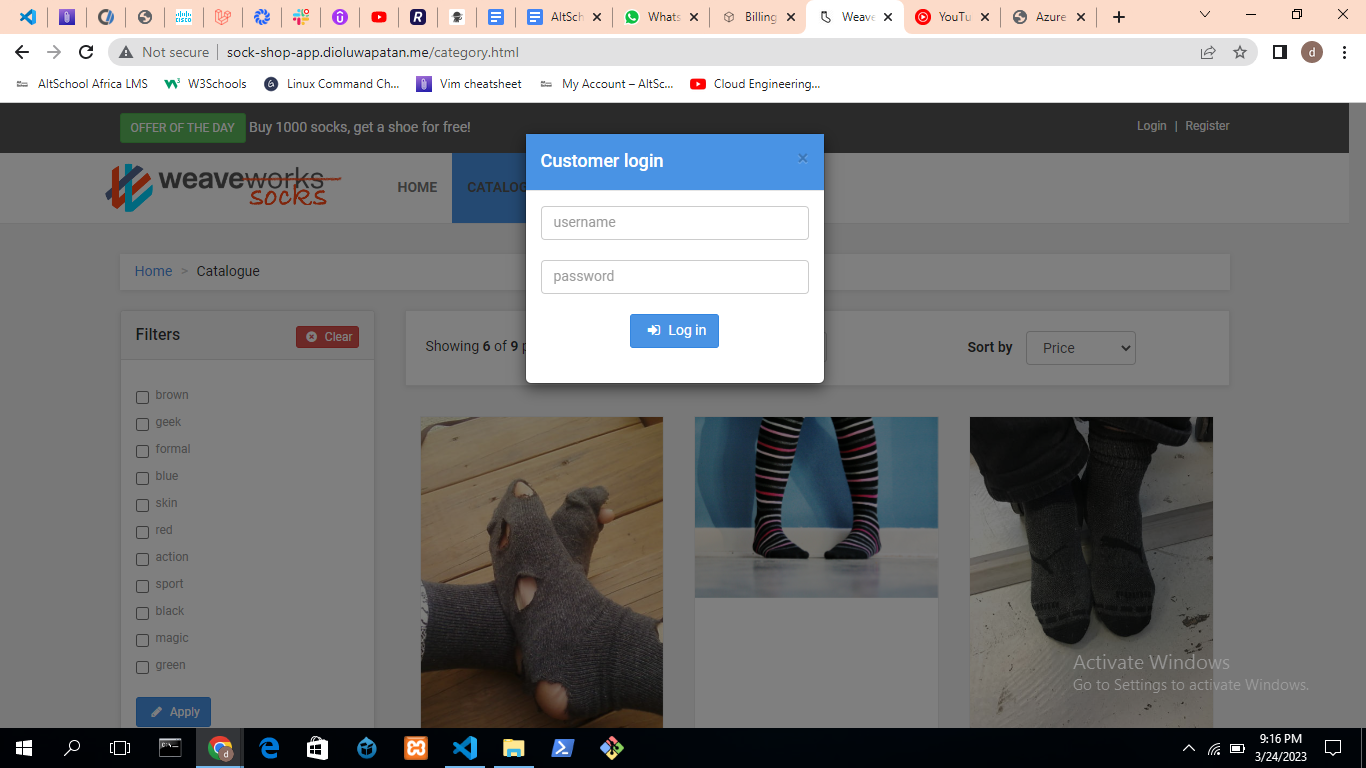 AltSch
Whats
Billing
Weave
YouTu
Azure
Not secure
sock-shop-app.dioluwapatan.me/category.html
d
AltSchool Africa LMS
W3Schools
Linux Command Ch...
Vim cheatsheet
My Account – AltSc...
Cloud Engineering...
OFFER OF THE DAY Buy 1000 socks, get a shoe for free!
Login | Register
weaveworks
socks
HOME
CATALOG
Customer login
×
username
password
Log in
Home > Catalogue
Filters
Clear
Showing 6 of 9 p
Sort by
Price
brown
geek
formal
blue
skin
red
action
sport
black
magic
green
Apply
Activate Windows
Go to Settings to activate Windows.
9:16 PM
3/24/2023